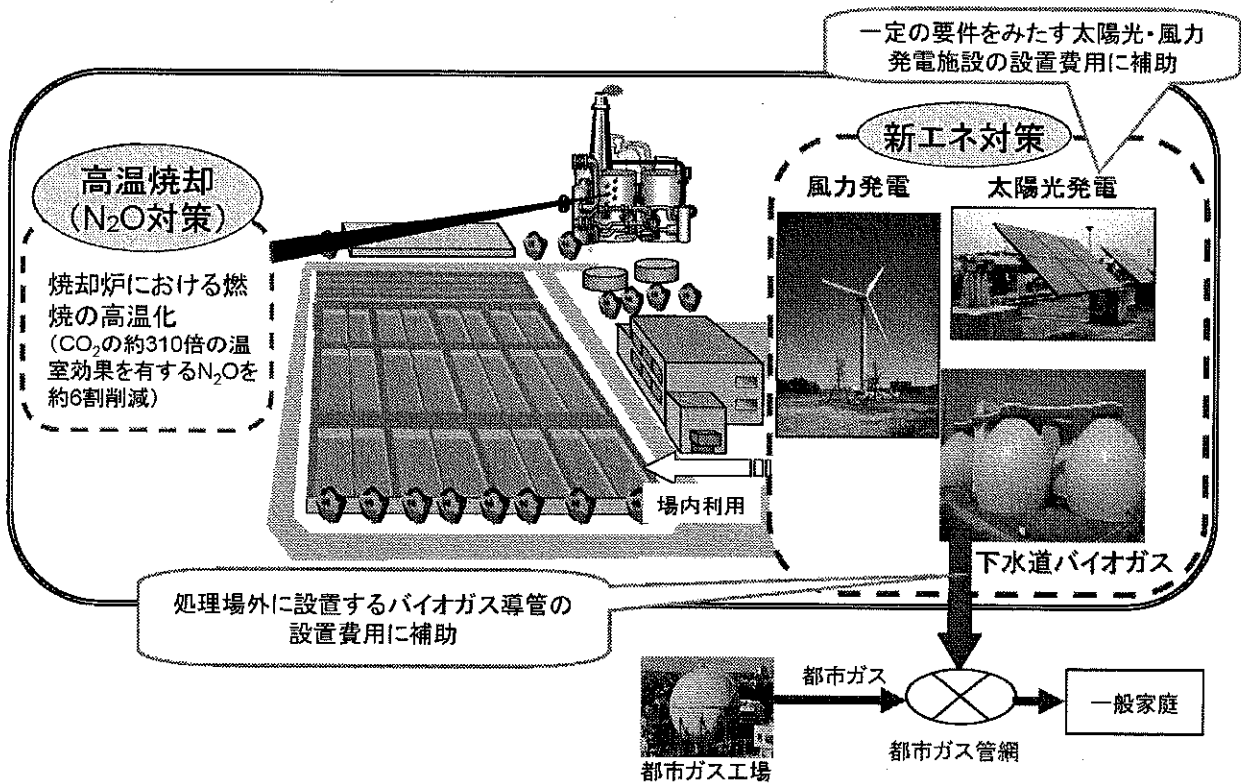 一定の要件をみたす太陽光・風力
発電施設の設置費用に補助
高温焼却
(N₂O対策)
焼却炉における燃
焼の高温化
(CO₂の約310倍の温
室効果を有するN₂Oを
約6割削減)
新エネ対策
風力発電
太陽光発電
場内利用
下水道バイオガス
処理場外に設置するバイオガス導管の
設置費用に補助
都市ガス
一般家庭
都市ガス管網
都市ガス工場